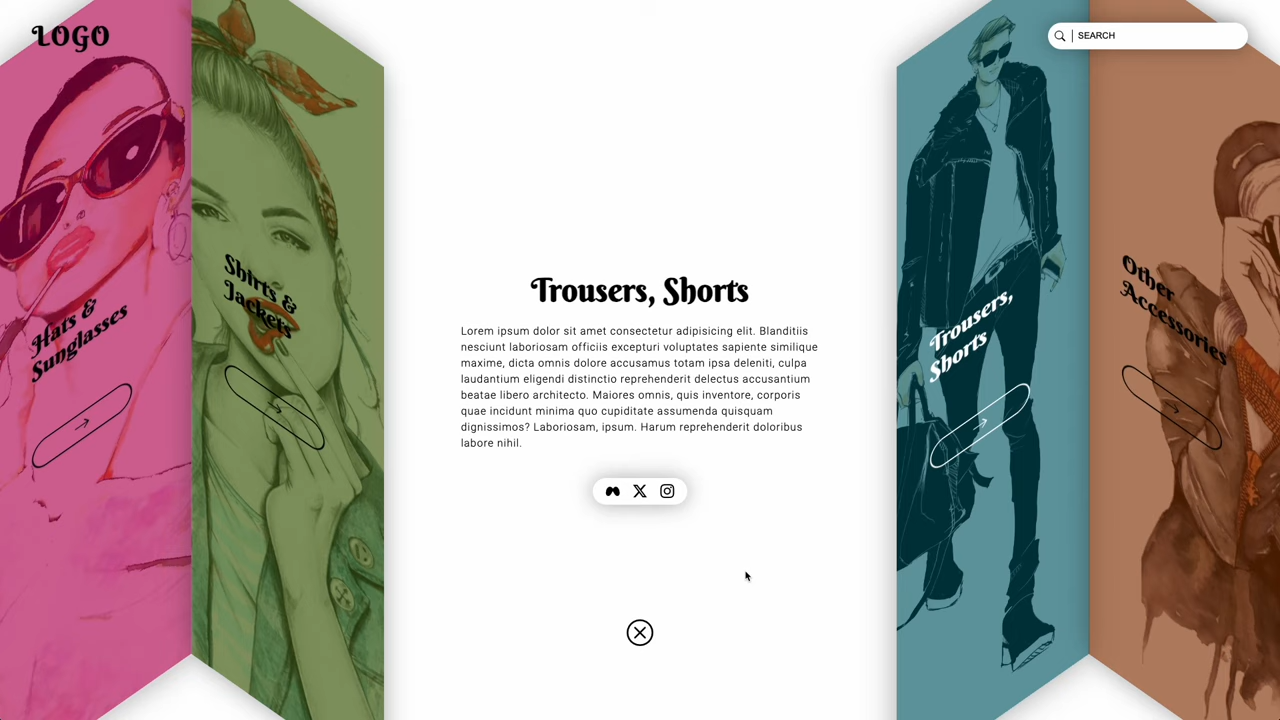 LOGO
SEARCH
Hats &
Sunglasses
Shirts &
Jackets
Trousers, Shorts
Lorem ipsum dolor sit amet consectetur adipisicing elit. Blanditiis
nesciunt laboriosam officiis excepturi voluptates sapiente similique
maxime, dicta omnis dolore accusamus totam ipsa deleniti, culpa
laudantium eligendi distinctio reprehenderit delectus accusantium
beatae libero architecto. Maiores omnis, quis inventore, corporis
quae incidunt minima quo cupiditate assumenda quisquam
dignissimos? Laboriosam, ipsum. Harum reprehenderit doloribus
labore nihil.
Trousers,
Shorts
Other
Accessories